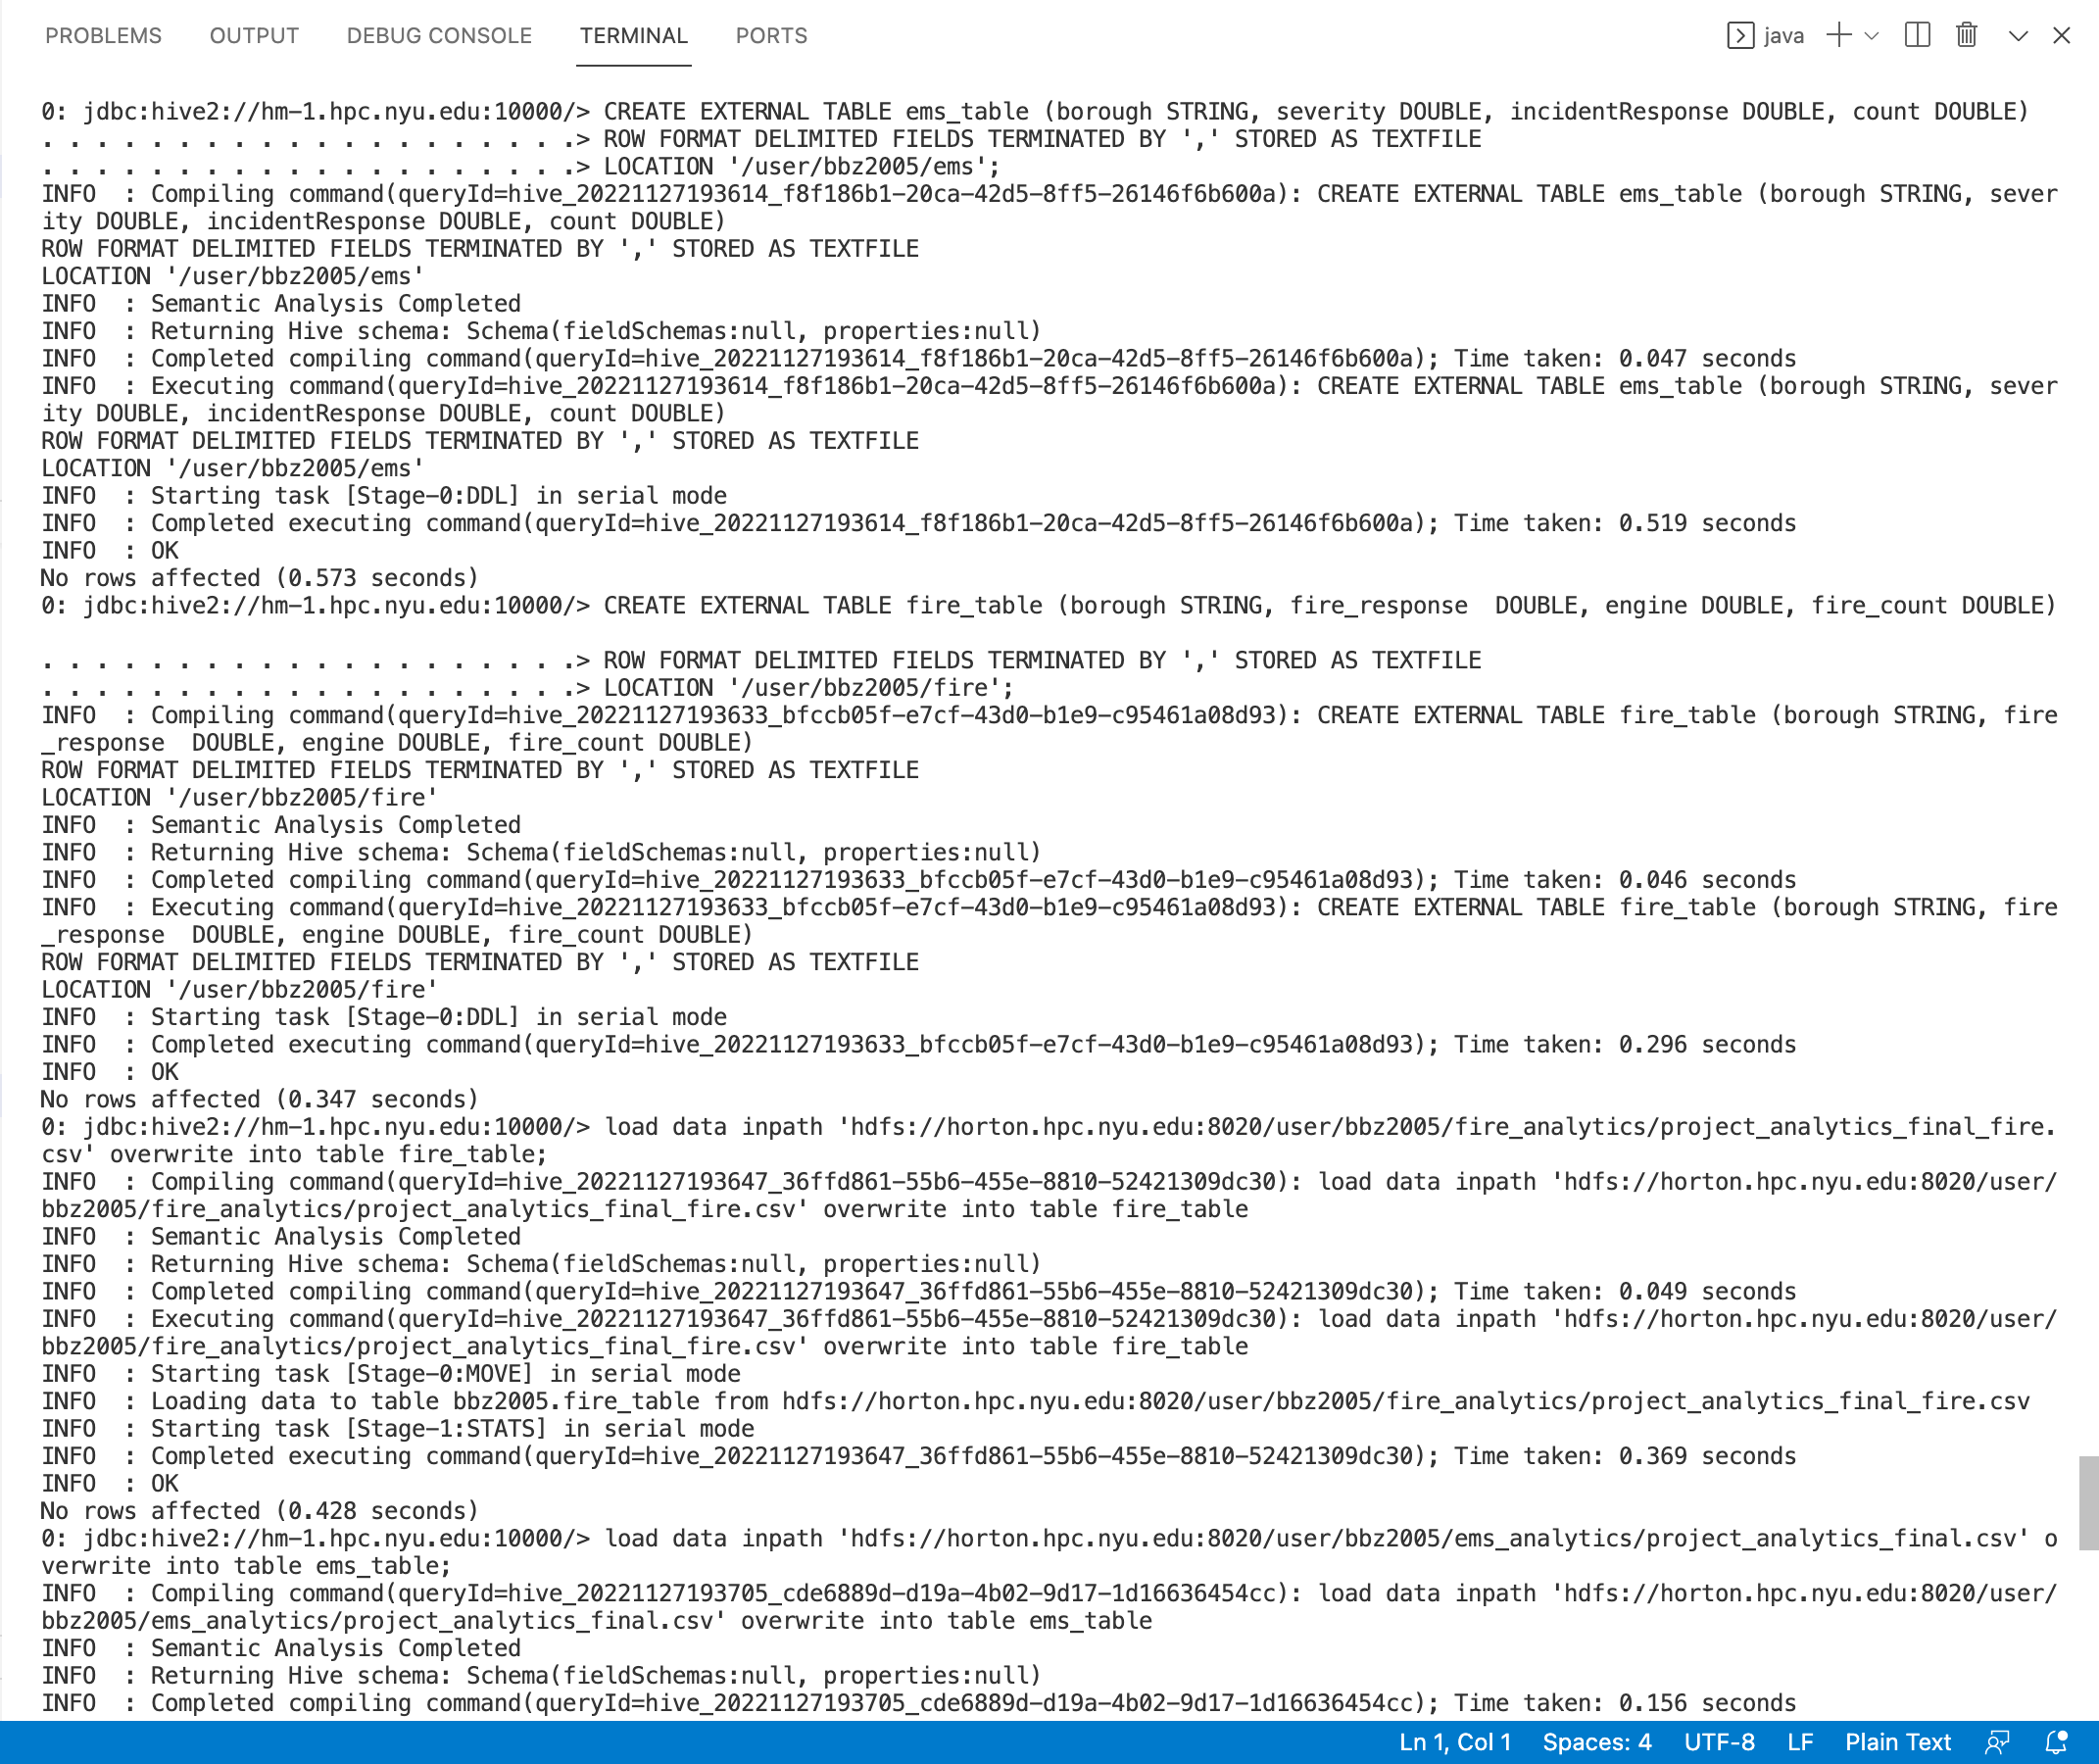 PROBLEMS OUTPUT DEBUG CONSOLE TERMINAL PORTS java
0: jdbc:hive2://hm-1.hpc.nyu.edu:10000/> CREATE EXTERNAL TABLE ems_table (borough STRING, severity DOUBLE, incidentResponse DOUBLE, count DOUBLE)
. . . . . . . . . . . . . . . . . . . .> ROW FORMAT DELIMITED FIELDS TERMINATED BY ',' STORED AS TEXTFILE
. . . . . . . . . . . . . . . . . . . .> LOCATION '/user/bbz2005/ems';
INFO  : Compiling command(queryId=hive_20221127193614_f8f186b1-20ca-42d5-8ff5-26146f6b600a): CREATE EXTERNAL TABLE ems_table (borough STRING, sever
ity DOUBLE, incidentResponse DOUBLE, count DOUBLE)
ROW FORMAT DELIMITED FIELDS TERMINATED BY ',' STORED AS TEXTFILE
LOCATION '/user/bbz2005/ems'
INFO  : Semantic Analysis Completed
INFO  : Returning Hive schema: Schema(fieldSchemas:null, properties:null)
INFO  : Completed compiling command(queryId=hive_20221127193614_f8f186b1-20ca-42d5-8ff5-26146f6b600a); Time taken: 0.047 seconds
INFO  : Executing command(queryId=hive_20221127193614_f8f186b1-20ca-42d5-8ff5-26146f6b600a): CREATE EXTERNAL TABLE ems_table (borough STRING, sever
ity DOUBLE, incidentResponse DOUBLE, count DOUBLE)
ROW FORMAT DELIMITED FIELDS TERMINATED BY ',' STORED AS TEXTFILE
LOCATION '/user/bbz2005/ems'
INFO  : Starting task [Stage-0:DDL] in serial mode
INFO  : Completed executing command(queryId=hive_20221127193614_f8f186b1-20ca-42d5-8ff5-26146f6b600a); Time taken: 0.519 seconds
INFO  : OK
No rows affected (0.573 seconds)
0: jdbc:hive2://hm-1.hpc.nyu.edu:10000/> CREATE EXTERNAL TABLE fire_table (borough STRING, fire_response  DOUBLE, engine DOUBLE, fire_count DOUBLE)
. . . . . . . . . . . . . . . . . . . .> ROW FORMAT DELIMITED FIELDS TERMINATED BY ',' STORED AS TEXTFILE
. . . . . . . . . . . . . . . . . . . .> LOCATION '/user/bbz2005/fire';
INFO  : Compiling command(queryId=hive_20221127193633_bfccb05f-e7cf-43d0-b1e9-c95461a08d93): CREATE EXTERNAL TABLE fire_table (borough STRING, fire
_response  DOUBLE, engine DOUBLE, fire_count DOUBLE)
ROW FORMAT DELIMITED FIELDS TERMINATED BY ',' STORED AS TEXTFILE
LOCATION '/user/bbz2005/fire'
INFO  : Semantic Analysis Completed
INFO  : Returning Hive schema: Schema(fieldSchemas:null, properties:null)
INFO  : Completed compiling command(queryId=hive_20221127193633_bfccb05f-e7cf-43d0-b1e9-c95461a08d93); Time taken: 0.046 seconds
INFO  : Executing command(queryId=hive_20221127193633_bfccb05f-e7cf-43d0-b1e9-c95461a08d93): CREATE EXTERNAL TABLE fire_table (borough STRING, fire
_response  DOUBLE, engine DOUBLE, fire_count DOUBLE)
ROW FORMAT DELIMITED FIELDS TERMINATED BY ',' STORED AS TEXTFILE
LOCATION '/user/bbz2005/fire'
INFO  : Starting task [Stage-0:DDL] in serial mode
INFO  : Completed executing command(queryId=hive_20221127193633_bfccb05f-e7cf-43d0-b1e9-c95461a08d93); Time taken: 0.296 seconds
INFO  : OK
No rows affected (0.347 seconds)
0: jdbc:hive2://hm-1.hpc.nyu.edu:10000/> load data inpath 'hdfs://horton.hpc.nyu.edu:8020/user/bbz2005/fire_analytics/project_analytics_final_fire.
csv' overwrite into table fire_table;
INFO  : Compiling command(queryId=hive_20221127193647_36ffd861-55b6-455e-8810-52421309dc30): load data inpath 'hdfs://horton.hpc.nyu.edu:8020/user/
bbz2005/fire_analytics/project_analytics_final_fire.csv' overwrite into table fire_table
INFO  : Semantic Analysis Completed
INFO  : Returning Hive schema: Schema(fieldSchemas:null, properties:null)
INFO  : Completed compiling command(queryId=hive_20221127193647_36ffd861-55b6-455e-8810-52421309dc30); Time taken: 0.049 seconds
INFO  : Executing command(queryId=hive_20221127193647_36ffd861-55b6-455e-8810-52421309dc30): load data inpath 'hdfs://horton.hpc.nyu.edu:8020/user/
bbz2005/fire_analytics/project_analytics_final_fire.csv' overwrite into table fire_table
INFO  : Starting task [Stage-0:MOVE] in serial mode
INFO  : Loading data to table bbz2005.fire_table from hdfs://horton.hpc.nyu.edu:8020/user/bbz2005/fire_analytics/project_analytics_final_fire.csv
INFO  : Starting task [Stage-1:STATS] in serial mode
INFO  : Completed executing command(queryId=hive_20221127193647_36ffd861-55b6-455e-8810-52421309dc30); Time taken: 0.369 seconds
INFO  : OK
No rows affected (0.428 seconds)
0: jdbc:hive2://hm-1.hpc.nyu.edu:10000/> load data inpath 'hdfs://horton.hpc.nyu.edu:8020/user/bbz2005/ems_analytics/project_analytics_final.csv' o
verwrite into table ems_table;
INFO  : Compiling command(queryId=hive_20221127193705_cde6889d-d19a-4b02-9d17-1d16636454cc): load data inpath 'hdfs://horton.hpc.nyu.edu:8020/user/
bbz2005/ems_analytics/project_analytics_final.csv' overwrite into table ems_table
INFO  : Semantic Analysis Completed
INFO  : Returning Hive schema: Schema(fieldSchemas:null, properties:null)
INFO  : Completed compiling command(queryId=hive_20221127193705_cde6889d-d19a-4b02-9d17-1d16636454cc); Time taken: 0.156 seconds
Ln 1, Col 1 Spaces: 4 UTF-8 LF Plain Text